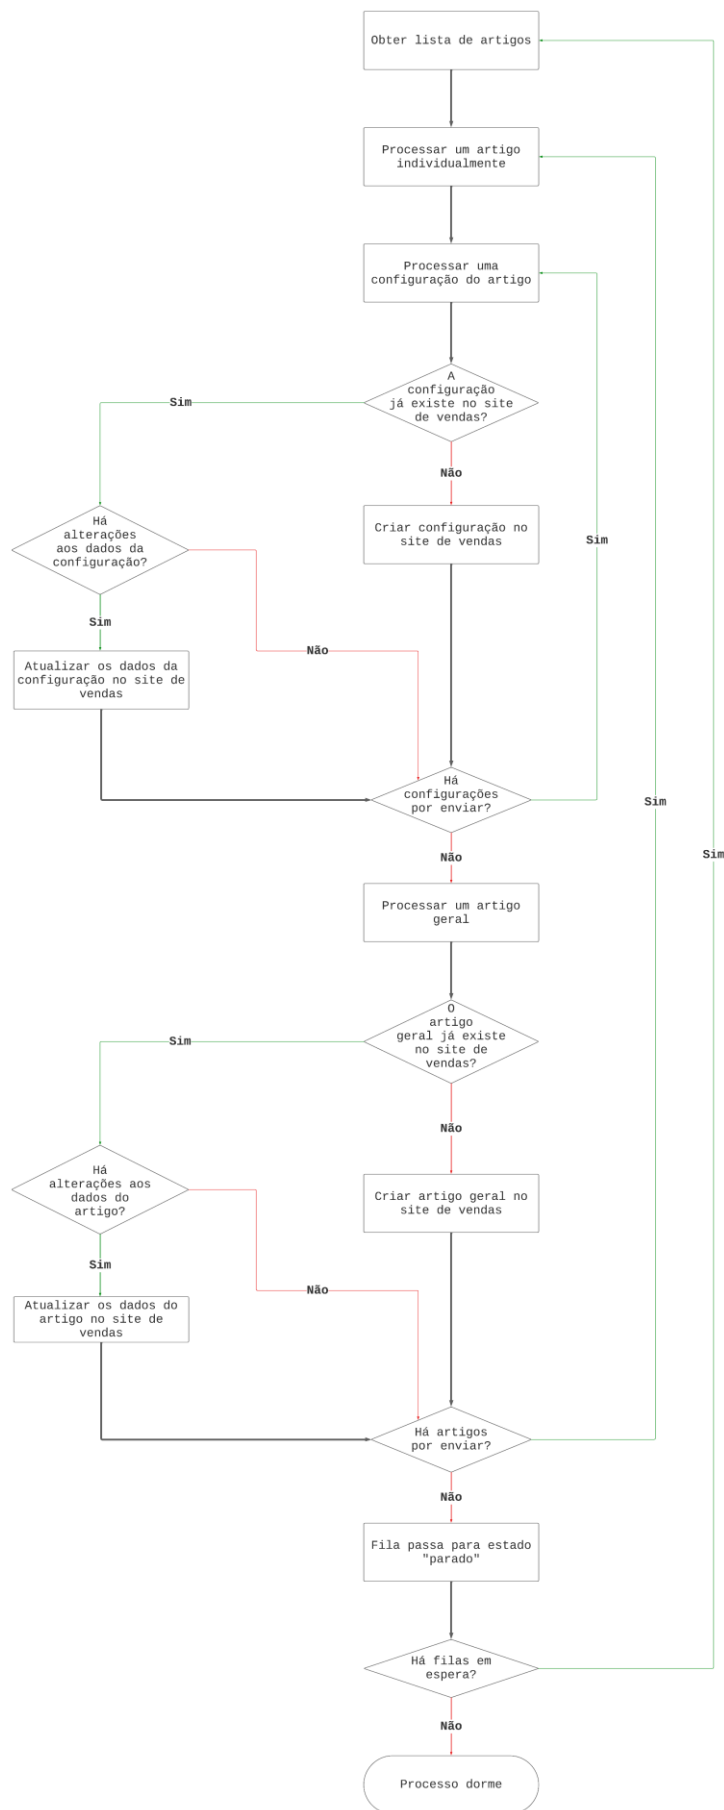 Obter lista de artigos
Processar um artigo
individualmente
Processar uma
configuração do artigo
A
configuração
já existe no site
de vendas?
Sim
Não
Há
alterações
aos dados da
configuração?
Criar configuração no
site de vendas
Sim
Sim
Não
Atualizar os dados da
configuração no site de
vendas
Há
configurações
por enviar?
Sim
Sim
Não
Processar um artigo
geral
O
artigo
geral já existe
no site de
vendas?
Sim
Não
Há
alterações aos
dados do
artigo?
Criar artigo geral no
site de vendas
Sim
Não
Atualizar os dados do
artigo no site de
vendas
Há artigos
por enviar?
Não
Fila passa para estado
"parado"
Há filas em
espera?
Não
Processo dorme